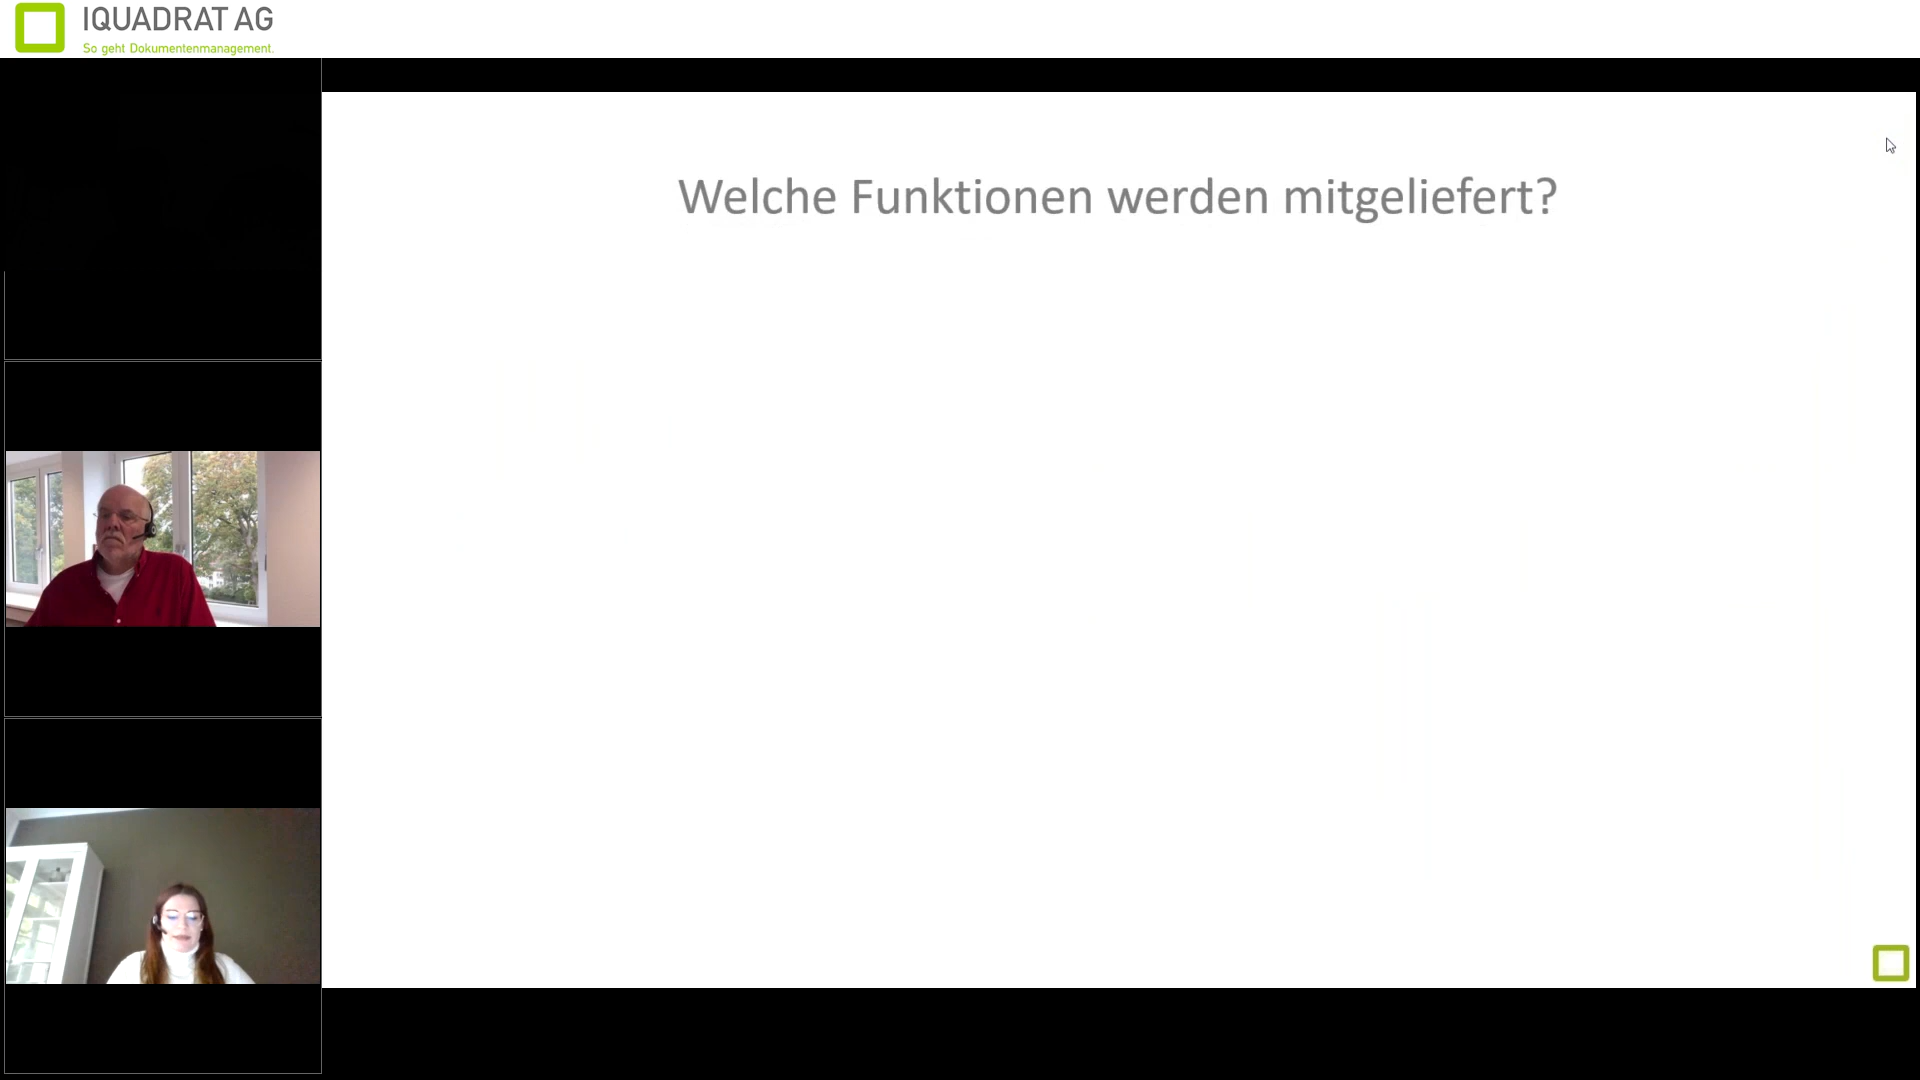 IQUADRAT AG
So geht Dokumentenmanagement.
Welche Funktionen werden mitgeliefert?